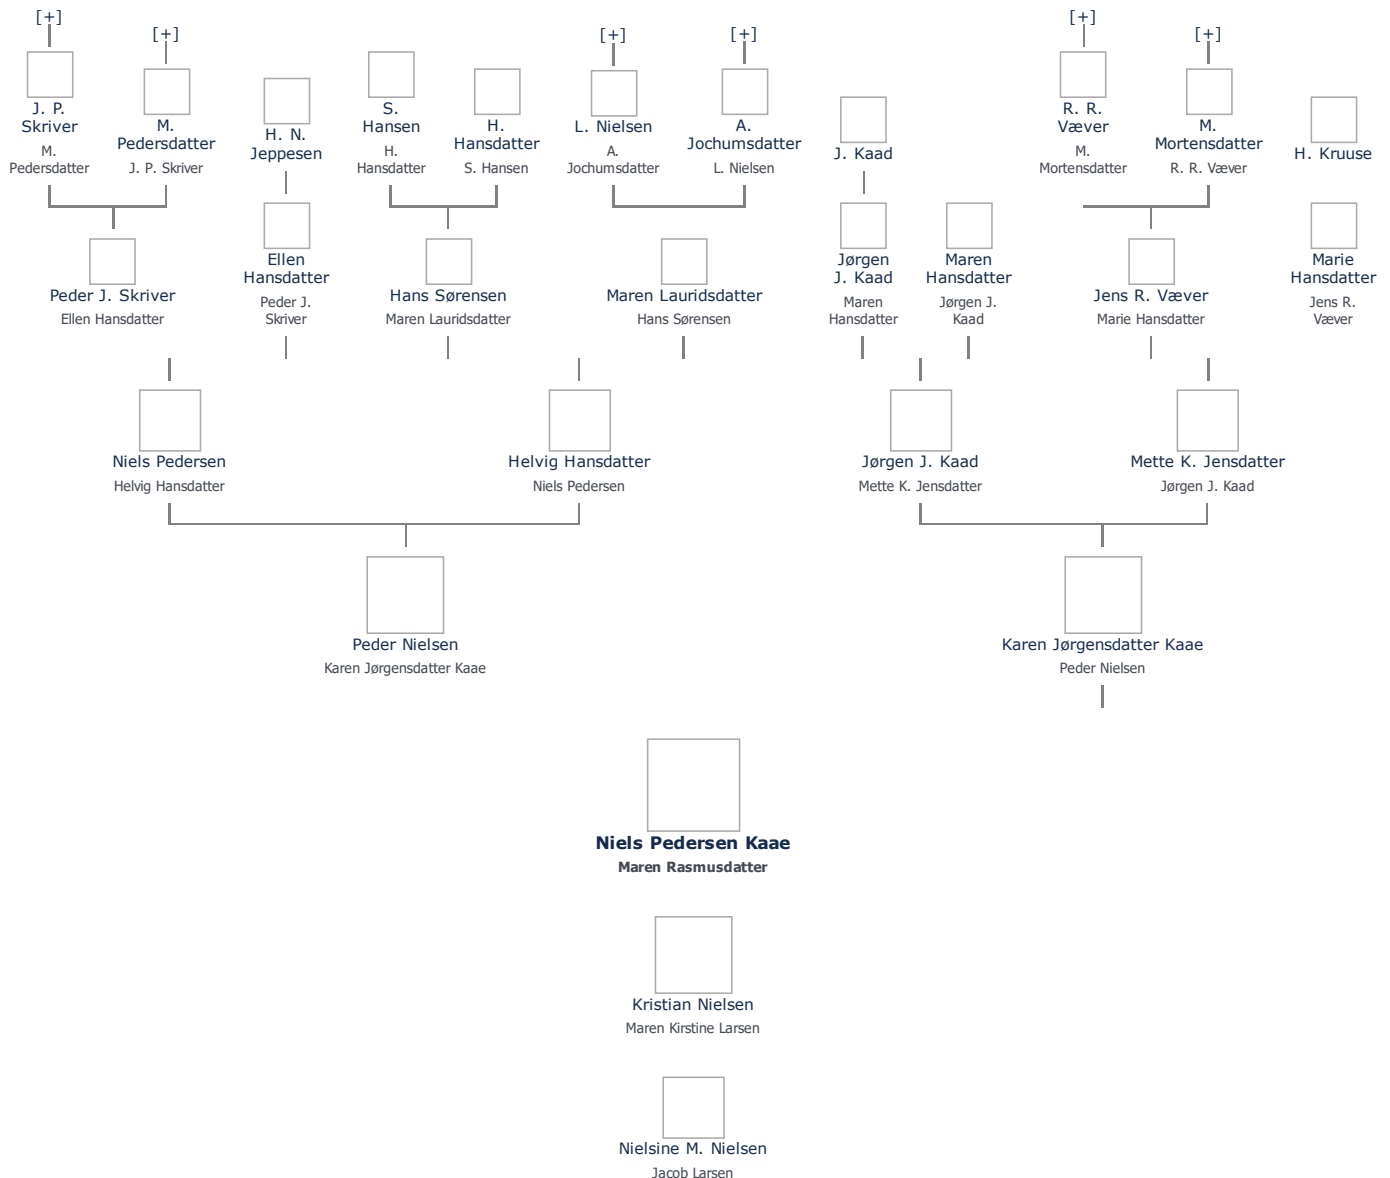 [+]
[+]
[+]
[+]
[+]
[+]
J. P.
Skriver
M.
Pedersdatter
M.
Pedersdatter
J. P. Skriver
H. N.
Jeppesen
S.
Hansen
H.
Hansdatter
H.
Hansdatter
S. Hansen
L. Nielsen
A.
Jochumsdatter
A.
Jochumsdatter
L. Nielsen
J. Kaad
R. R.
Væver
M.
Mortensdatter
M.
Mortensdatter
R. R. Væver
H. Kruuse
Peder J. Skriver
Ellen Hansdatter
Ellen
Hansdatter
Peder J.
Skriver
Hans Sørensen
Maren Lauridsdatter
Maren Lauridsdatter
Hans Sørensen
Jørgen
J. Kaad
Maren
Hansdatter
Maren
Hansdatter
Jørgen J.
Kaad
Jens R. Væver
Marie Hansdatter
Marie
Hansdatter
Jens R.
Væver
Niels Pedersen
Helvig Hansdatter
Helvig Hansdatter
Niels Pedersen
Jørgen J. Kaad
Mette K. Jensdatter
Mette K. Jensdatter
Jørgen J. Kaad
Peder Nielsen
Karen Jørgensdatter Kaae
Karen Jørgensdatter Kaae
Peder Nielsen
Niels Pedersen Kaae
Maren Rasmusdatter
Kristian Nielsen
Maren Kirstine Larsen
Nielsine M. Nielsen
Jacob Larsen